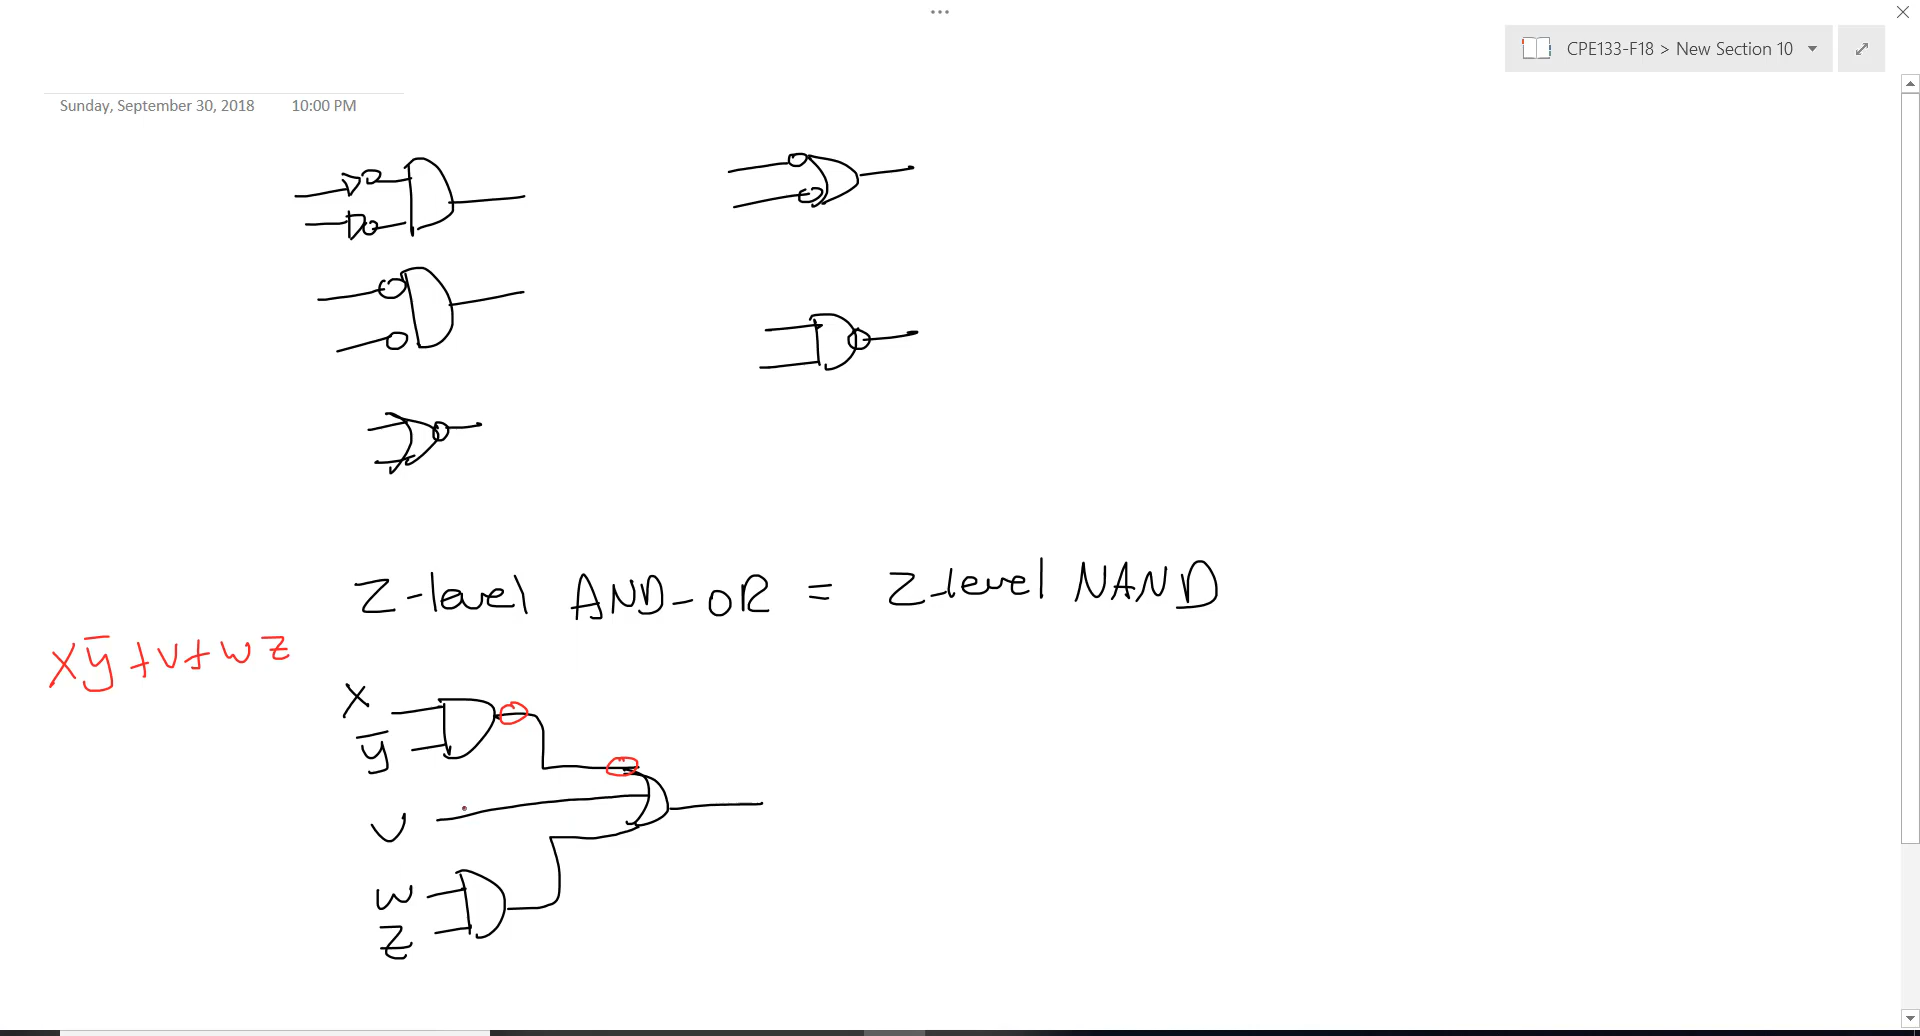 CPE133-F18 > New Section 10
Sunday, September 30, 2018 10:00 PM
2-level AND-OR = 2-level NAND
Xy̅ + V + WZ
X
y̅
V
W
Z